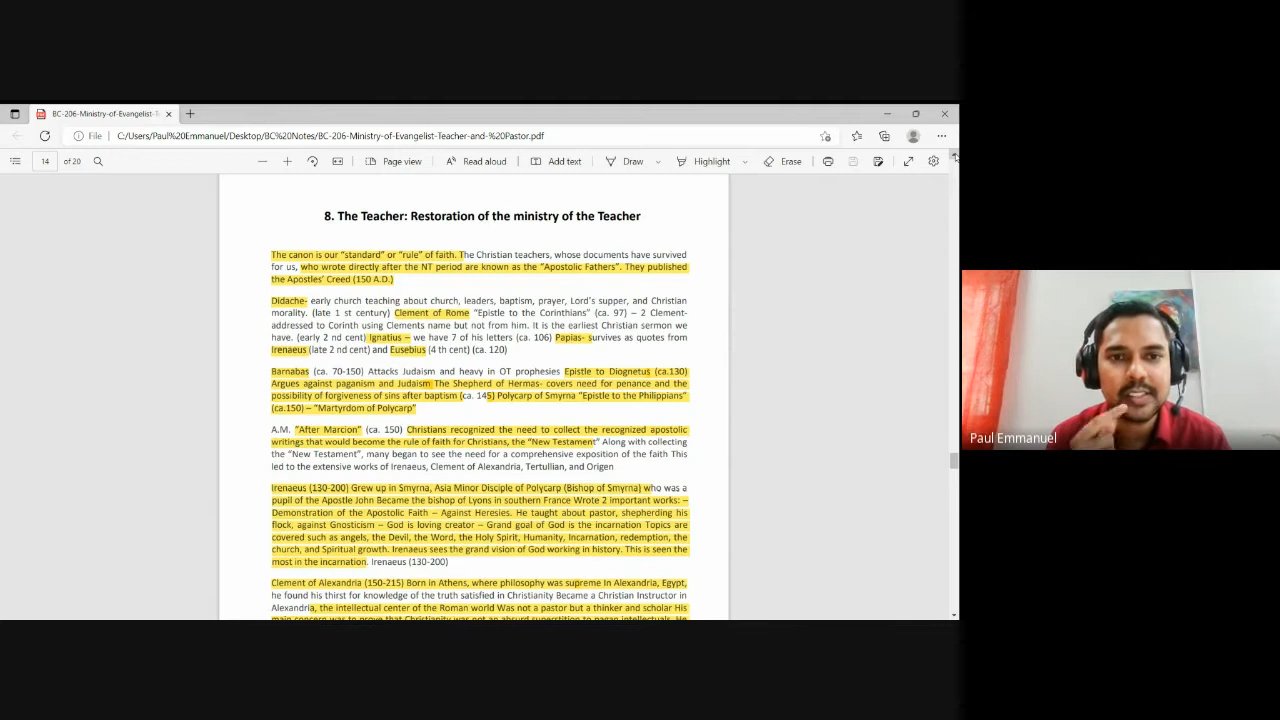 BC-206-Ministry-of-Evangelist-T
File
C:/Users/Paul%20Emmanuel/Desktop/BC%20Notes/BC-206-Ministry-of-Evangelist-Teacher-and-%20Pastor.pdf
14 of 20 Page view Read aloud Add text Draw Highlight Erase
8. The Teacher: Restoration of the ministry of the Teacher
The canon is our “standard” or “rule” of faith. The Christian teachers, whose documents have survived
for us, who wrote directly after the NT period are known as the “Apostolic Fathers”. They published
the Apostles’ Creed (150 A.D.)
Didache- early church teaching about church, leaders, baptism, prayer, Lord’s supper, and Christian
morality. (late 1 st century) Clement of Rome “Epistle to the Corinthians” (ca. 97) – 2 Clement-
addressed to Corinth using Clements name but not from him. It is the earliest Christian sermon we
have. (early 2 nd cent) Ignatius – we have 7 of his letters (ca. 106) Papias- survives as quotes from
Irenaeus (late 2 nd cent) and Eusebius (4 th cent) (ca. 120)
Barnabas (ca. 70-150) Attacks Judaism and heavy in OT prophesies Epistle to Diognetus (ca.130)
Argues against paganism and Judaism The Shepherd of Hermas- covers need for penance and the
possibility of forgiveness of sins after baptism (ca. 145) Polycarp of Smyrna “Epistle to the Philippians”
(ca.150) – “Martyrdom of Polycarp”
A.M. “After Marcion” (ca. 150) Christians recognized the need to collect the recognized apostolic
writings that would become the rule of faith for Christians, the “New Testament” Along with collecting
the “New Testament”, many began to see the need for a comprehensive exposition of the faith This
led to the extensive works of Irenaeus, Clement of Alexandria, Tertullian, and Origen
Irenaeus (130-200) Grew up in Smyrna, Asia Minor Disciple of Polycarp (Bishop of Smyrna) who was a
pupil of the Apostle John Became the bishop of Lyons in southern France Wrote 2 important works: –
Demonstration of the Apostolic Faith – Against Heresies. He taught about pastor, shepherding his
flock, against Gnosticism – God is loving creator – Grand goal of God is the incarnation Topics are
covered such as angels, the Devil, the Word, the Holy Spirit, Humanity, Incarnation, redemption, the
church, and Spiritual growth. Irenaeus sees the grand vision of God working in history. This is seen the
most in the incarnation. Irenaeus (130-200)
Clement of Alexandria (150-215) Born in Athens, where philosophy was supreme In Alexandria, Egypt,
he found his thirst for knowledge of the truth satisfied in Christianity Became a Christian Instructor in
Alexandria, the intellectual center of the Roman world Was not a pastor but a thinker and scholar His
main concern was to prove that Christianity was not an absurd superstition to pagan intellectuals. He
Paul Emmanuel